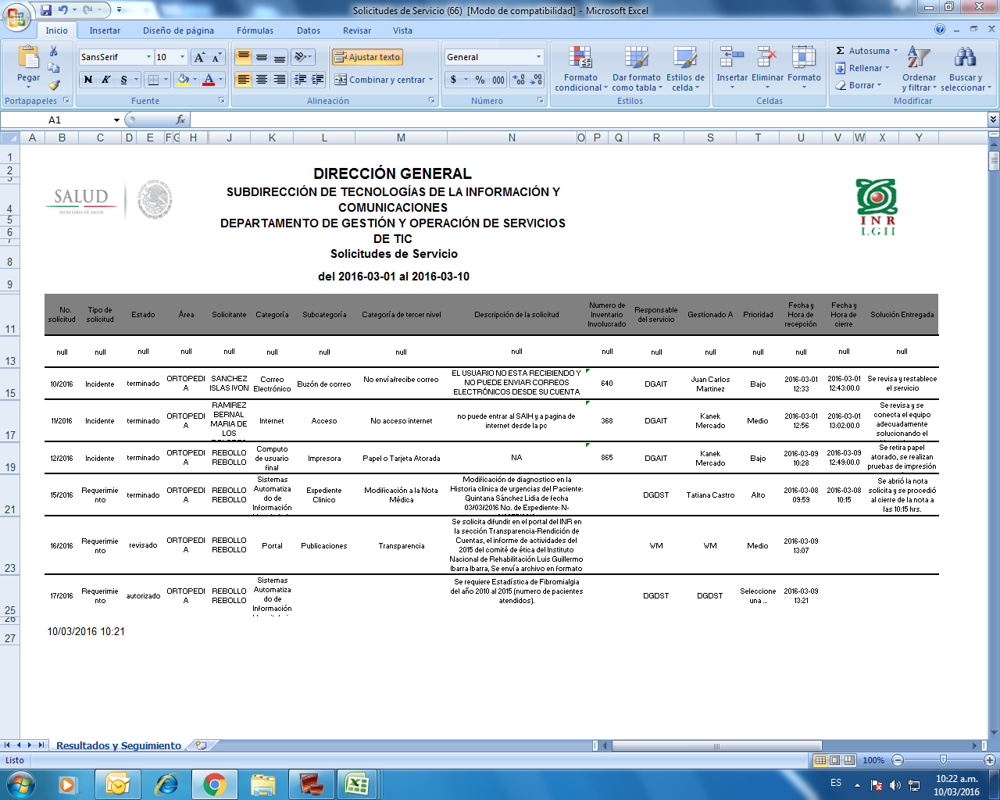 Solicitudes de Servicio (66) [Modo de compatibilidad] - Microsoft Excel
Inicio Insertar Diseño de página Fórmulas Datos Revisar Vista
Pegar
Portapapeles
SansSerif 10
N K S
Fuente
Ajustar texto
Combinar y centrar
Alineación
General
$ % 000
Número
Formato condicional
Dar formato como tabla
Estilos de celda
Estilos
Insertar Eliminar Formato
Celdas
Σ Autosuma
Rellenar
Borrar
Ordenar y filtrar
Buscar y seleccionar
Modificar
A1 fx
A B C D E F G H J K L M N O P Q R S T U V W X Y
1
2
3
4
5
6
7
8
9
11
13
15
17
19
21
23
25
26
27
SALUD
SECRETARÍA DE SALUD
DIRECCIÓN GENERAL
SUBDIRECCIÓN DE TECNOLOGÍAS DE LA INFORMACIÓN Y
COMUNICACIONES
DEPARTAMENTO DE GESTIÓN Y OPERACIÓN DE SERVICIOS
DE TIC
Solicitudes de Servicio
del 2016-03-01 al 2016-03-10
INR
LGII
No. solicitud | Tipo de solicitud | Estado | Área | Solicitante | Categoría | Subcategoría | Categoría de tercer nivel | Descripción de la solicitud | Numero de Inventario Involucrado | Responsable del servicio | Gestionado A | Prioridad | Fecha y Hora de recepción | Fecha y Hora de cierre | Solución Entregada
null null null null null null null null null null null null null null null null
10/2016 | Incidente | terminado | ORTOPEDIA | SANCHEZ ISLAS IVON | Correo Electrónico | Buzón de correo | No envía/recibe correo | EL USUARIO NO ESTA RECIBIENDO Y NO PUEDE ENVIAR CORREOS ELECTRÓNICOS DESDE SU CUENTA | 640 | DGAIT | Juan Carlos Martinez | Bajo | 2016-03-01 12:33 | 2016-03-01 12:43:00.0 | Se revisa y restablece el servicio
11/2016 | Incidente | terminado | ORTOPEDIA | RAMIREZ BERNAL MARIA DE LOS | Internet | Acceso | No acceso internet | no puede entrar al SAIH y a pagina de internet desde la pc | 368 | DGAIT | Kanek Mercado | Medio | 2016-03-01 12:56 | 2016-03-01 13:02:00.0 | Se revisa y se conecta el equipo adecuadamente solucionando el
12/2016 | Incidente | terminado | ORTOPEDIA | REBOLLO REBOLLO | Computo de usuario final | Impresora | Papel o Tarjeta Atorada | NA | 865 | DGAIT | Kanek Mercado | Bajo | 2016-03-09 10:28 | 2016-03-09 12:49:00.0 | Se retira papel atorado, se realizan pruebas de impresión
15/2016 | Requerimiento | terminado | ORTOPEDIA | REBOLLO REBOLLO | Sistemas Automatizado de Información | Expediente Clinico | Modificación a la Nota Médica | Modificación de diagnostico en la Historia clinica de urgencias del Paciente: Quintana Sánchez Lidia de fecha 03/03/2016 No. de Expediente: N- | DGDST | Tatiana Castro | Alto | 2016-03-08 09:59 | 2016-03-08 10:15 | Se abrió la nota solicita y se procedió al cierre de la nota a las 10:15 hrs.
16/2016 | Requerimiento | revisado | ORTOPEDIA | REBOLLO REBOLLO | Portal | Publicaciones | Transparencia | Se solicita difundir en el portal del INR en la sección Transparencia-Rendición de Cuentas, el informe de actividades del 2015 del comité de ética del Instituto Nacional de Rehabilitación Luis Guillermo Ibarra Ibarra, Se envía archivo en formato | WM | WM | Medio | 2016-03-09 13:07
17/2016 | Requerimiento | autorizado | ORTOPEDIA | REBOLLO REBOLLO | Sistemas Automatizado de Información | Se requiere Estadística de Fibromialgia del año 2010 al 2015 (numero de pacientes atendidos). | DGDST | DGDST | Seleccione una ... | 2016-03-09 13:21
10/03/2016 10:21
Resultados y Seguimiento
Listo 100%
ES 10:22 a.m.
10/03/2016